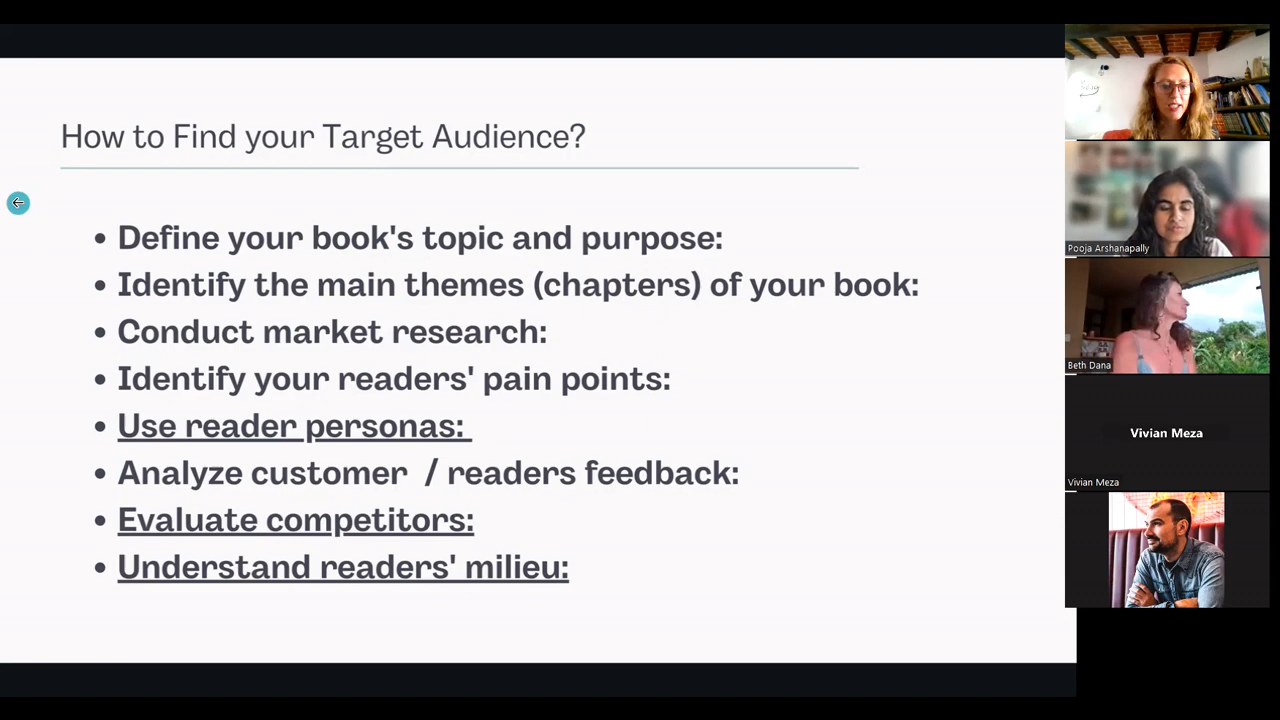 How to Find your Target Audience?
• Define your book's topic and purpose:
• Identify the main themes (chapters) of your book:
• Conduct market research:
• Identify your readers' pain points:
• Use reader personas:
• Analyze customer / readers feedback:
• Evaluate competitors:
• Understand readers' milieu:
Pooja Arshanapally
Beth Dana
Vivian Meza
Vivian Meza